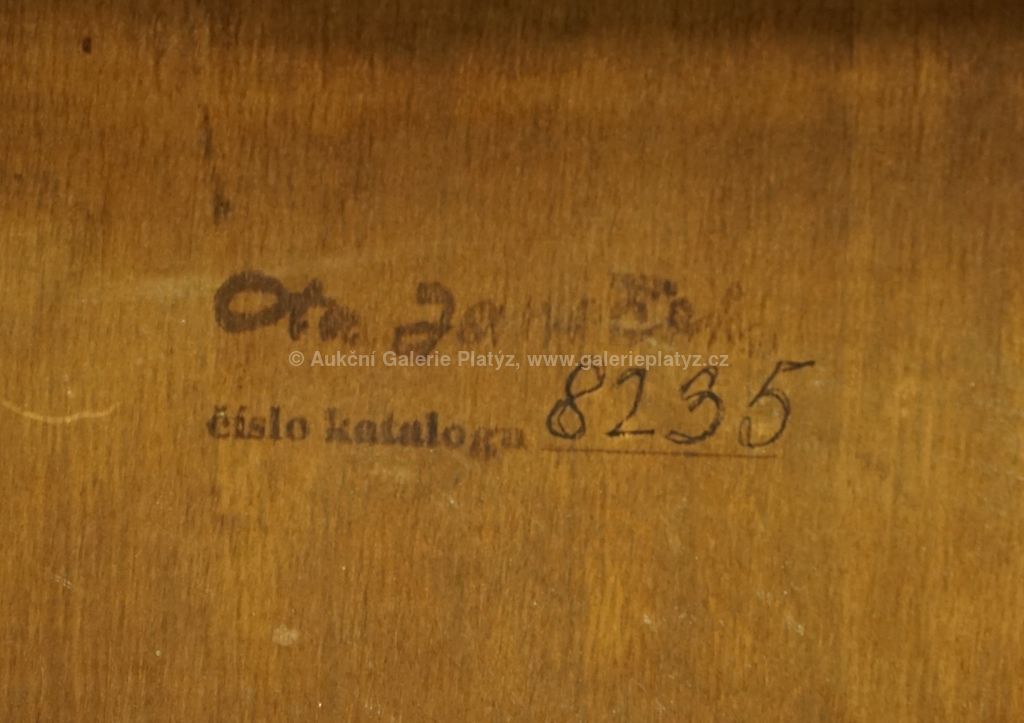 Ota Janeček
© Aukční Galerie Platýz, www.galerieplatyz.cz
číslo katalogu 8235